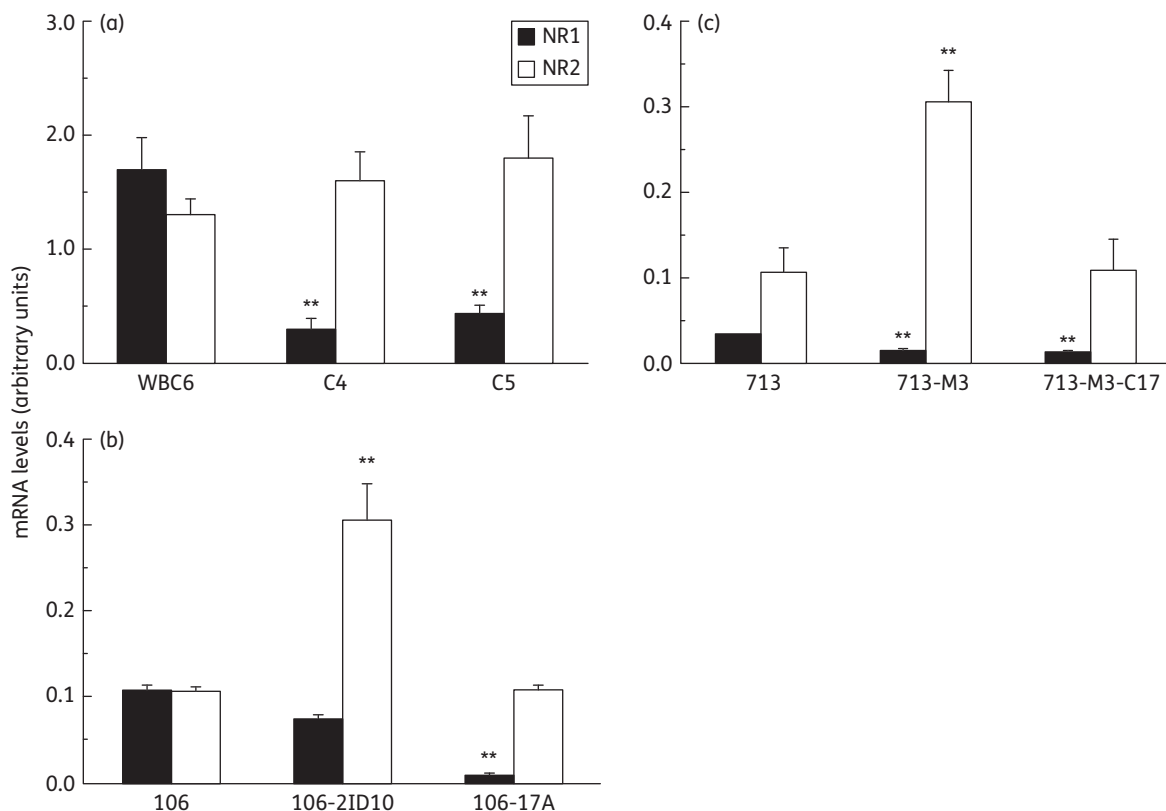 (a)
3.0
2.0
1.0
0.0
NR1
NR2
**
**
WBC6 C4 C5
(c)
0.4
0.3
0.2
0.1
0.0
**
**
**
713 713-M3 713-M3-C17
mRNA levels (arbitrary units)
(b)
0.4
0.3
0.2
0.1
0.0
**
**
106 106-2ID10 106-17A